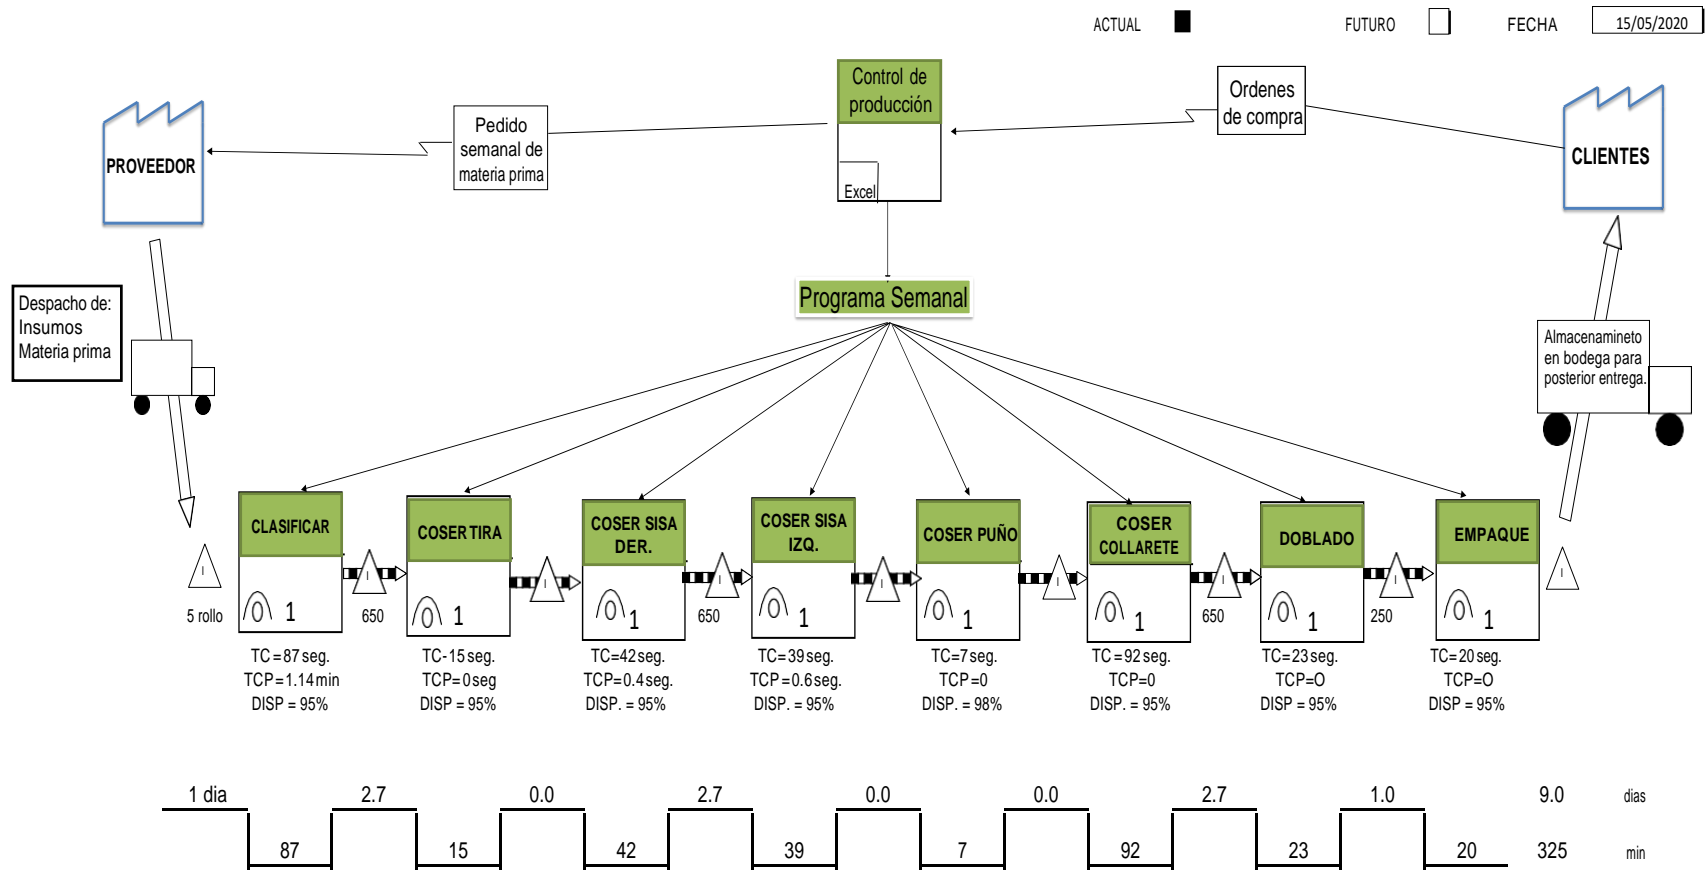 ACTUAL
FUTURO
FECHA
15/05/2020
Control de
producción
Excel
Ordenes
de compra
Pedido
semanal de
materia prima
PROVEEDOR
CLIENTES
Programa Semanal
Despacho de:
Insumos
Materia prima
Almacenamineto
en bodega para
posterior entrega.
CLASIFICAR
COSER TIRA
COSER SISA
DER.
COSER SISA
IZQ.
COSER PUÑO
COSER
COLLARETE
DOBLADO
EMPAQUE
I
I
I
I
I
I
I
I
I
5 rollo
1
650
1
1
650
1
1
1
650
1
250
1
TC=87 seg.
TCP=1.14 min
DISP = 95%
TC-15 seg.
TCP=0 seg
DISP = 95%
TC=42 seg.
TCP=0.4 seg.
DISP. = 95%
TC=39 seg.
TCP=0.6 seg.
DISP. = 95%
TC=7 seg.
TCP=0
DISP. = 98%
TC=92 seg.
TCP=0
DISP. = 95%
TC=23 seg.
TCP=O
DISP = 95%
TC=20 seg.
TCP=O
DISP = 95%
1 dia 2.7 0.0 2.7 0.0 0.0 2.7 1.0 9.0 dias
87 15 42 39 7 92 23 20 325 min